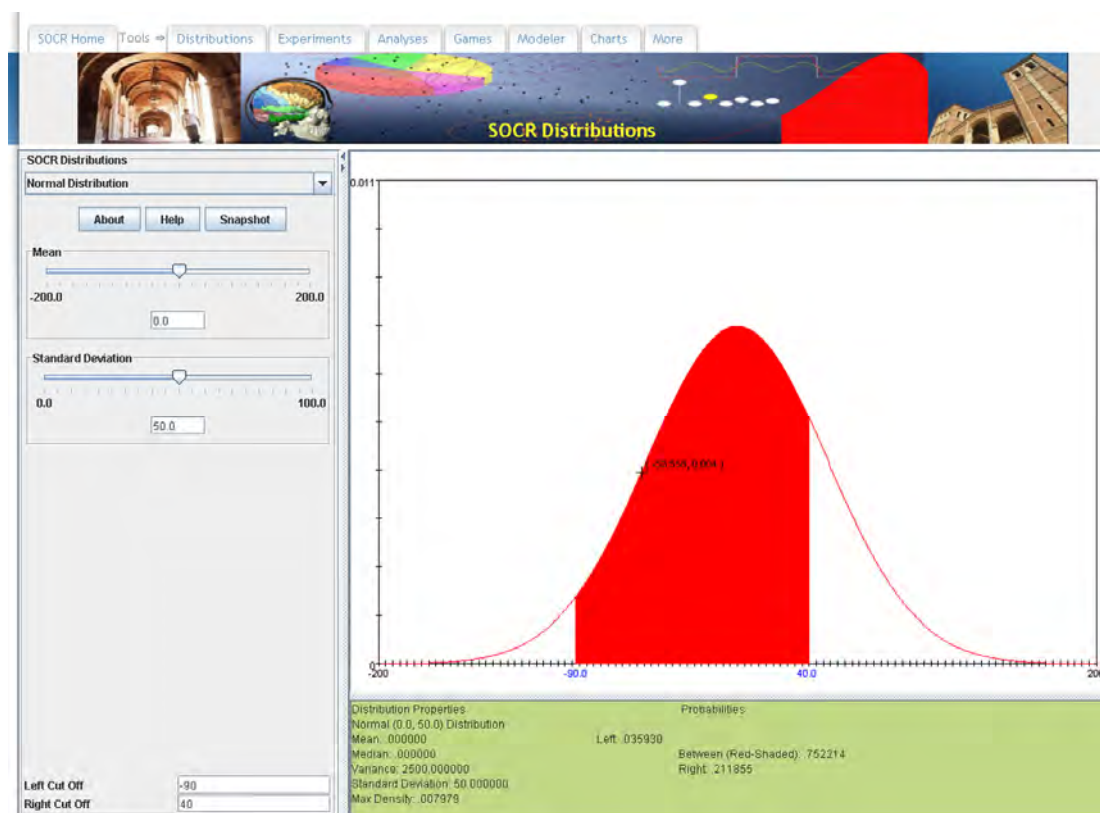 SOCR Home Tools ⇒ Distributions Experiments Analyses Games Modeler Charts More
SOCR Distributions
SOCR Distributions
Normal Distribution
About Help Snapshot
Mean
-200.0 200.0
0.0
Standard Deviation
0.0 100.0
50.0
Left Cut Off -90
Right Cut Off 40
0.011
0
-200 -90.0 40.0
Distribution Properties Probabilities
Normal (0.0, 50.0) Distribution
Mean: .000000 Left: .035930
Median: .000000 Between (Red-Shaded): .752214
Variance: 2500.000000 Right: .211855
Standard Deviation: 50.000000
Max Density: .007979